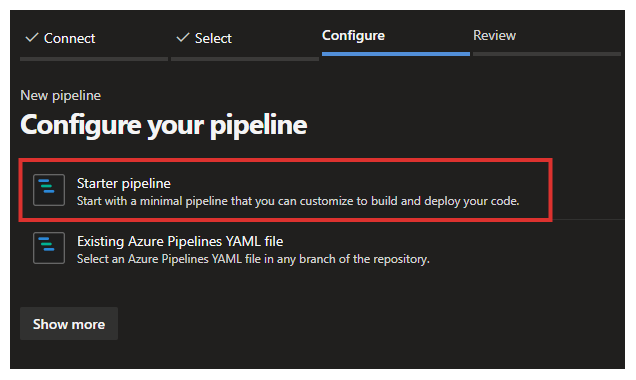 Connect
Select
Configure
Review
New pipeline
Configure your pipeline
Starter pipeline
Start with a minimal pipeline that you can customize to build and deploy your code.
Existing Azure Pipelines YAML file
Select an Azure Pipelines YAML file in any branch of the repository.
Show more